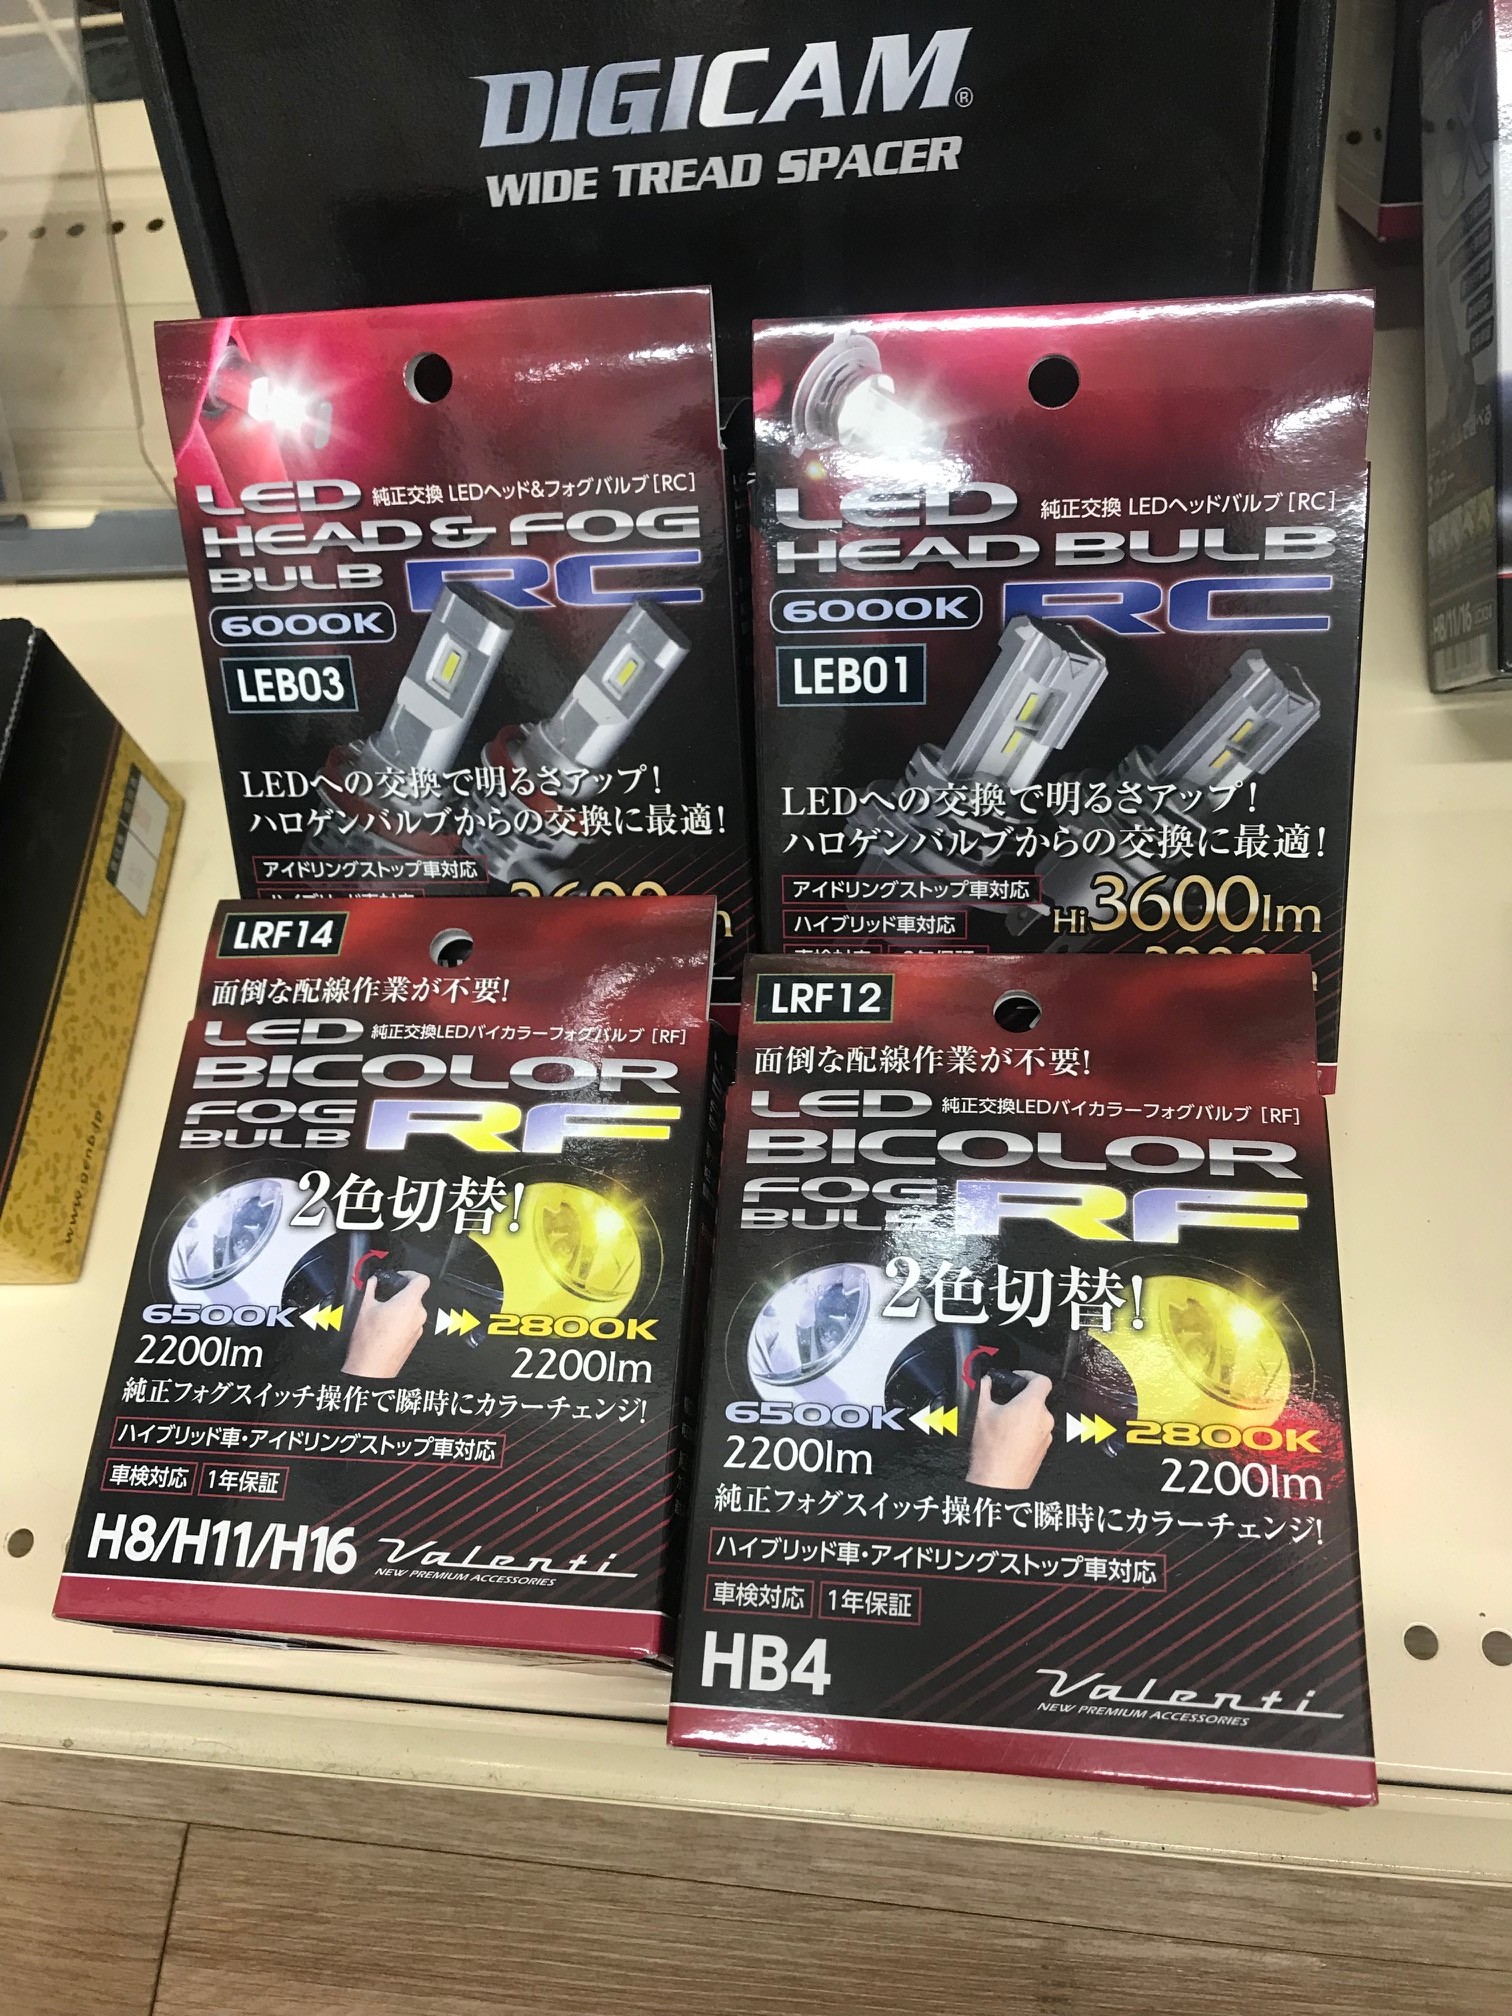 DIGICAM®
WIDE TREAD SPACER
LED 純正交換 LEDヘッド&フォグバルブ[RC]
HEAD & FOG
BULB RC
6000K
LEB03
LEDへの交換で明るさアップ!
ハロゲンバルブからの交換に最適!
アイドリングストップ車対応
LED 純正交換 LEDヘッドバルブ[RC]
HEAD BULB
6000K RC
LEB01
LEDへの交換で明るさアップ!
ハロゲンバルブからの交換に最適!
アイドリングストップ車対応
ハイブリッド車対応
Hi 3600lm
LRF14
面倒な配線作業が不要!
LED 純正交換LEDバイカラーフォグバルブ [RF]
BICOLOR
FOG
BULB RF
2色切替!
6500K 2800K
2200lm 2200lm
純正フォグスイッチ操作で瞬時にカラーチェンジ!
ハイブリッド車・アイドリングストップ車対応
車検対応 1年保証
H8/H11/H16 Valenti
NEW PREMIUM ACCESSORIES
LRF12
面倒な配線作業が不要!
LED 純正交換LEDバイカラーフォグバルブ [RF]
BICOLOR
FOG
BULB RF
2色切替!
6500K 2800K
2200lm 2200lm
純正フォグスイッチ操作で瞬時にカラーチェンジ!
ハイブリッド車・アイドリングストップ車対応
車検対応 1年保証
HB4 Valenti
NEW PREMIUM ACCESSORIES
www.geng.jp